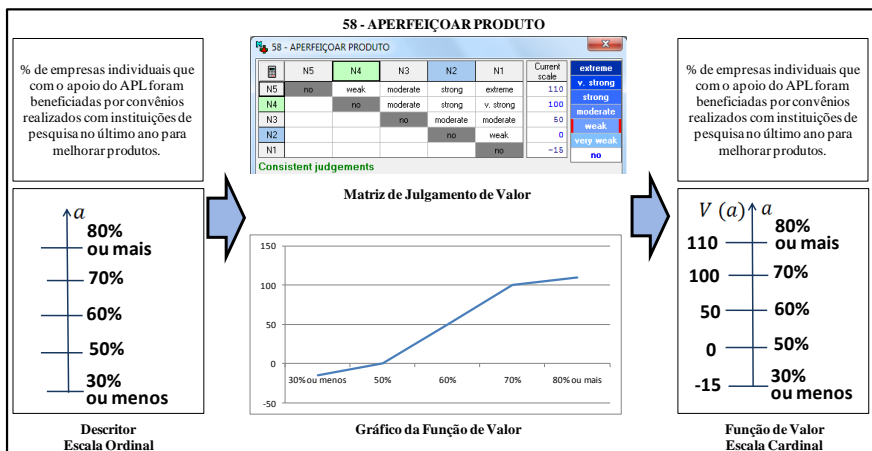 58 - APERFEIÇOAR PRODUTO
% de empresas individuais que
com o apoio do APL foram
beneficiadas por convênios
realizados com instituições de
pesquisa no último ano para
melhorar produtos.
a
80%
ou mais
70%
60%
50%
30%
ou menos
Descritor
Escala Ordinal
58 - APERFEIÇOAR PRODUTO
N5 N4 N3 N2 N1 Current scale
N5 no weak moderate strong extreme 110
N4 no moderate strong v. strong 100
N3 no moderate moderate 50
N2 no weak 0
N1 no -15
Consistent judgements
extreme
v. strong
strong
moderate
weak
very weak
no
Matriz de Julgamento de Valor
150
100
50
0
-50
30% ou menos 50% 60% 70% 80% ou mais
Gráfico da Função de Valor
% de empresas individuais que
com o apoio do APL foram
beneficiadas por convênios
realizados com instituições de
pesquisa no último ano para
melhorar produtos.
V (a) a
110 80%
ou mais
100 70%
50 60%
0 50%
-15 30%
ou menos
Função de Valor
Escala Cardinal